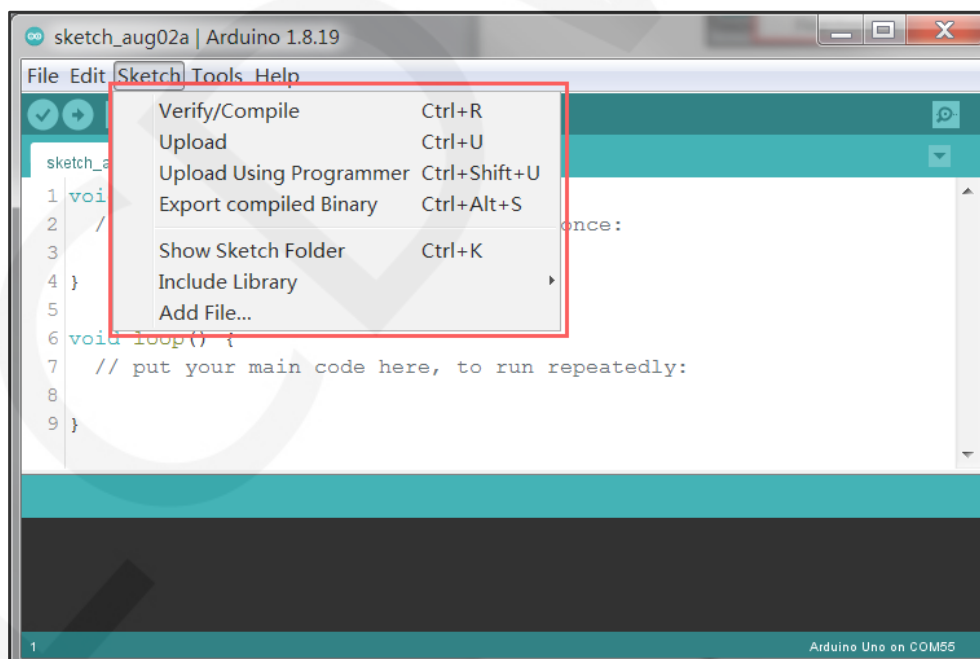 sketch_aug02a | Arduino 1.8.19
File Edit Sketch Tools Help
Verify/Compile Ctrl+R
Upload Ctrl+U
Upload Using Programmer Ctrl+Shift+U
Export compiled Binary Ctrl+Alt+S
Show Sketch Folder Ctrl+K
Include Library
Add File...
sketch_a
1 voi
2 / once:
3
4 }
5
6 void loop() {
7 // put your main code here, to run repeatedly:
8
9 }
1 Arduino Uno on COM55